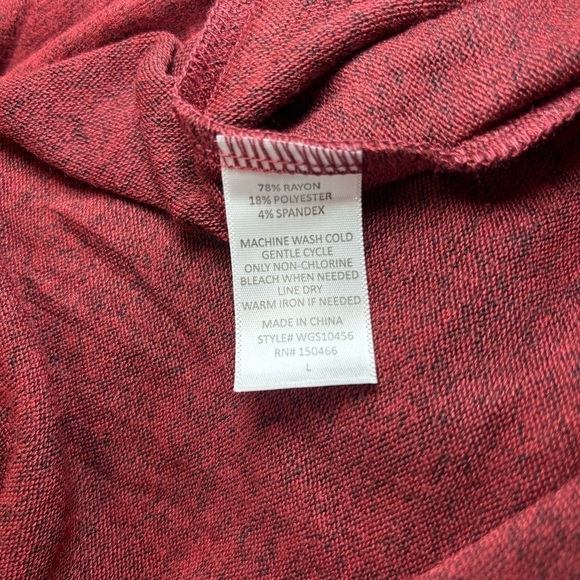 78% RAYON
18% POLYESTER
4% SPANDEX
MACHINE WASH COLD
GENTLE CYCLE
ONLY NON-CHLORINE
BLEACH WHEN NEEDED
LINE DRY
WARM IRON IF NEEDED
MADE IN CHINA
STYLE# WGS10456
RN# 150466
L